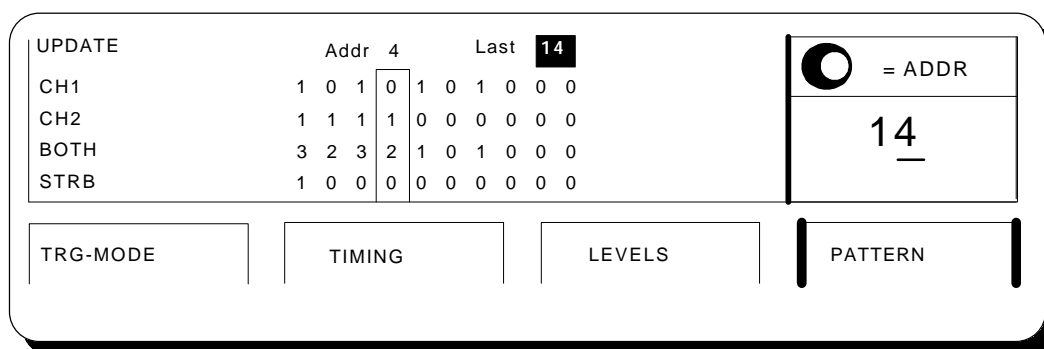 UPDATE Addr 4 Last 14
CH1 1 0 1 0 1 0 1 0 0 0
CH2 1 1 1 1 0 0 0 0 0 0
BOTH 3 2 3 2 1 0 1 0 0 0
STRB 1 0 0 0 0 0 0 0 0 0
= ADDR
14
TRG-MODE TIMING LEVELS PATTERN